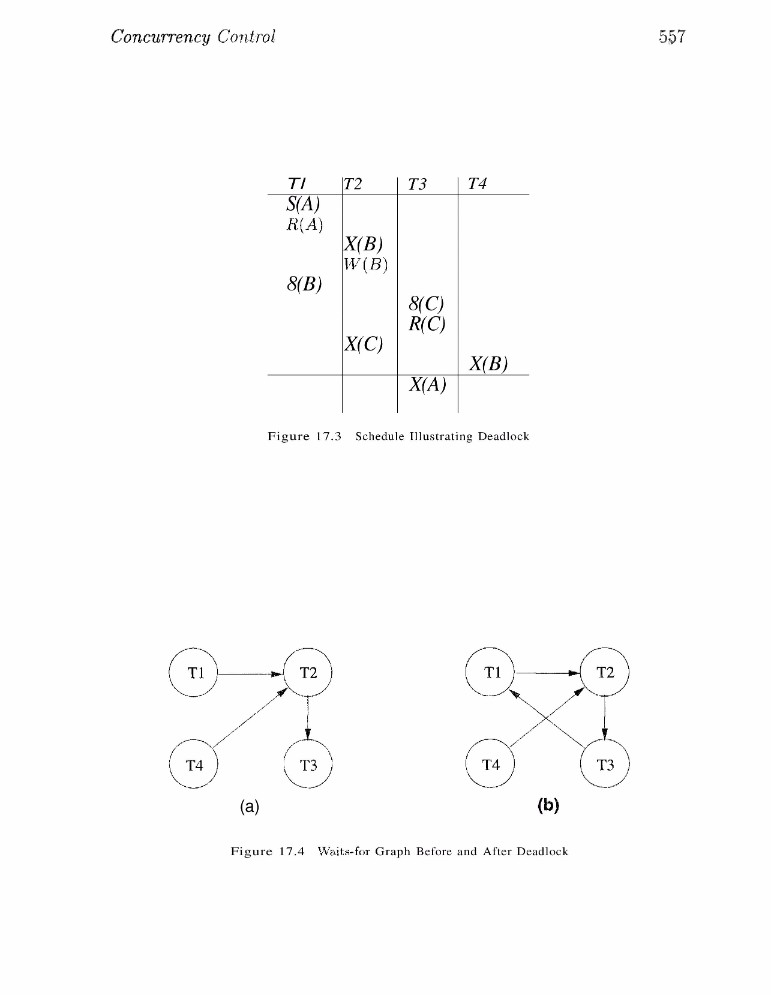 Concurrency Control 557
T1 T2 T3 T4
S(A)
R(A)
X(B)
W(B)
8(B)
8(C)
R(C)
X(C)
X(B)
X(A)
Figure 17.3 Schedule Illustrating Deadlock
T1 T2 T1 T2
T4 T3 T4 T3
(a) (b)
Figure 17.4 Waits-for Graph Before and After Deadlock